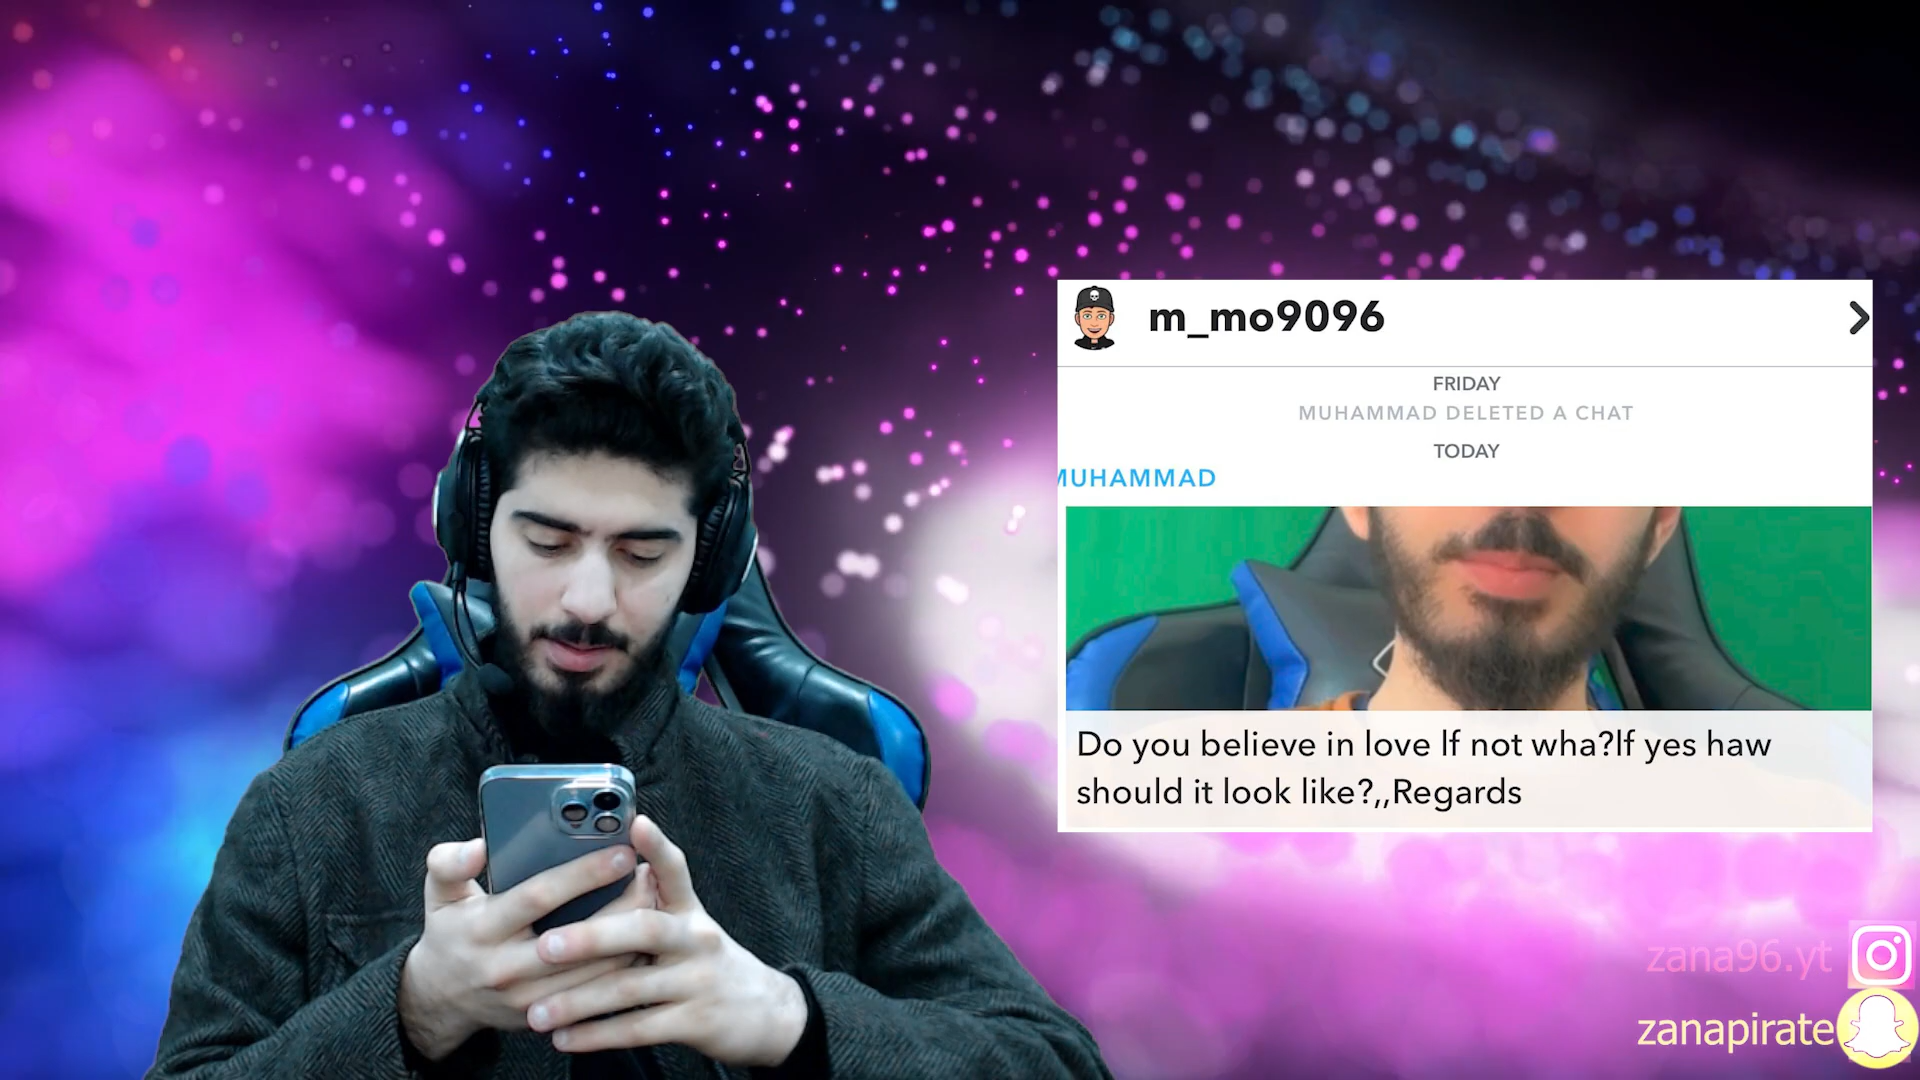 m_mo9096
FRIDAY
MUHAMMAD DELETED A CHAT
TODAY
MUHAMMAD
Do you believe in love If not wha?If yes haw
should it look like?,,Regards
zana96.yt
zanapirate